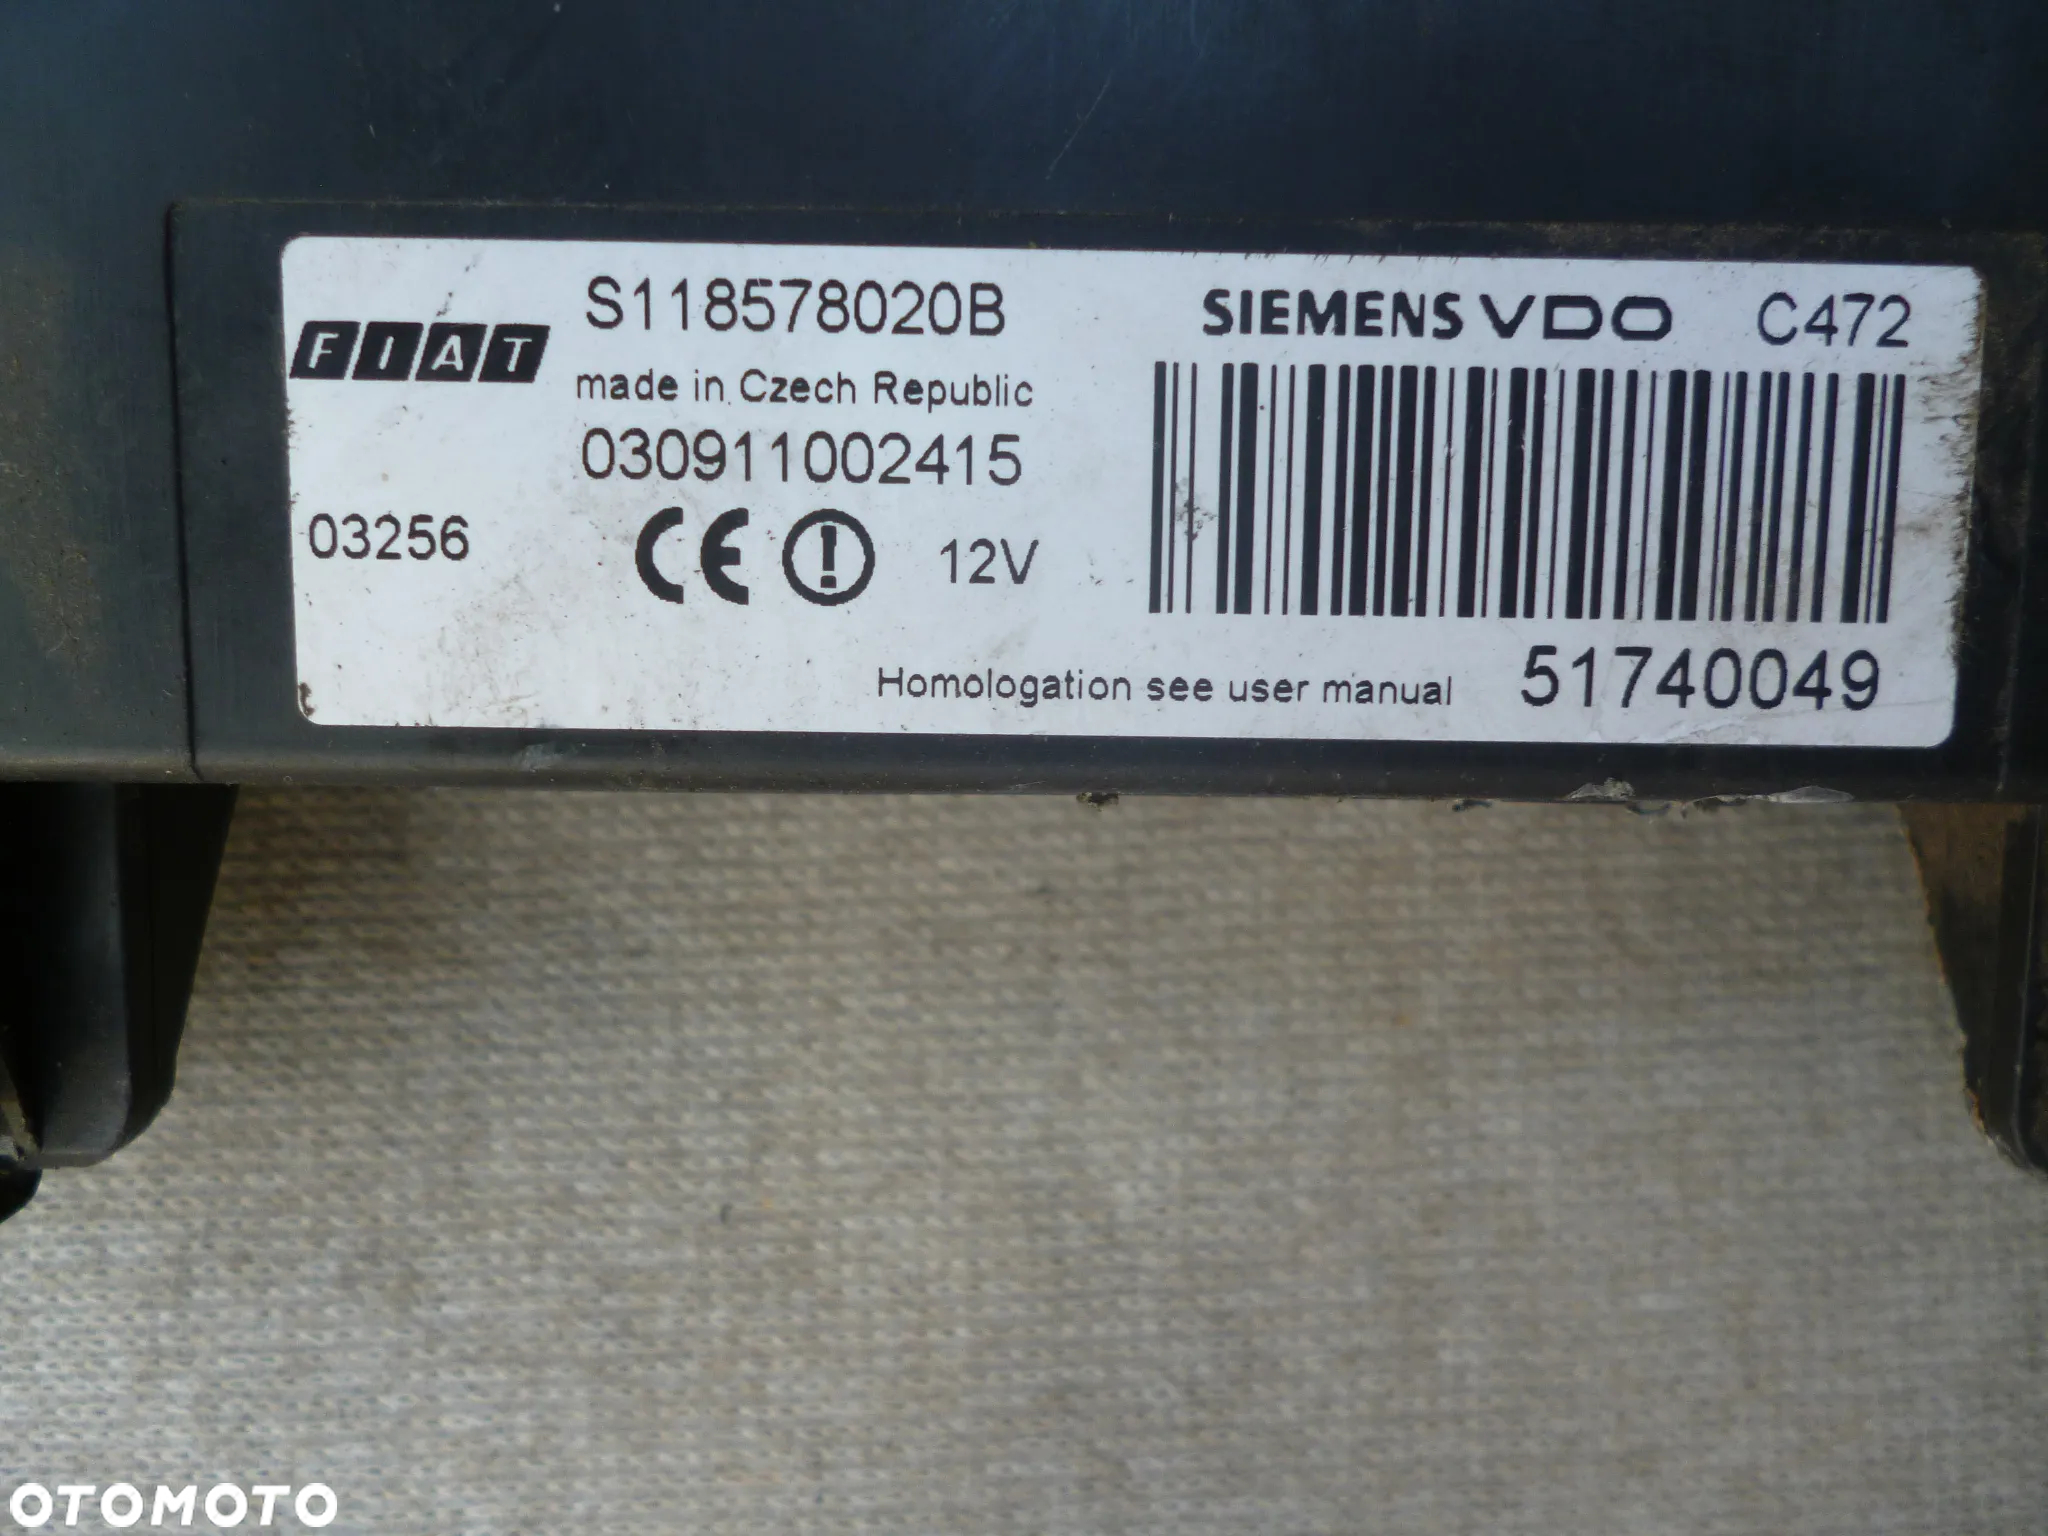 FIAT
S118578020B
made in Czech Republic
030911002415
03256
CE
12V
SIEMENS VDO C472
Homologation see user manual 51740049
OTOMOTO